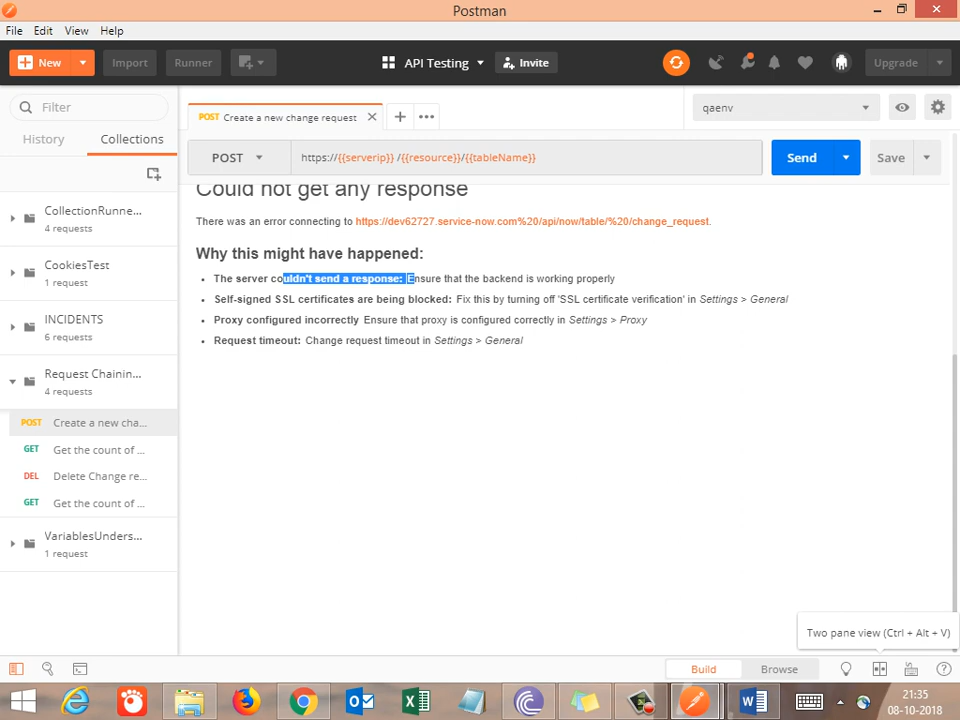 Postman
File Edit View Help
New Import Runner API Testing Invite Upgrade
Filter
History Collections
POST Create a new change request
qaenv
POST https://{{serverip}} /{{resource}}/{{tableName}} Send Save
CollectionRunne...
4 requests
CookiesTest
1 request
INCIDENTS
6 requests
Request Chainin...
4 requests
POST Create a new cha...
GET Get the count of ...
DEL Delete Change re...
GET Get the count of ...
VariablesUnders...
1 request
Could not get any response
There was an error connecting to https://dev62727.service-now.com%20/api/now/table/%20/change_request.
Why this might have happened:
• The server couldn't send a response: Ensure that the backend is working properly
• Self-signed SSL certificates are being blocked: Fix this by turning off 'SSL certificate verification' in Settings > General
• Proxy configured incorrectly Ensure that proxy is configured correctly in Settings > Proxy
• Request timeout: Change request timeout in Settings > General
Two pane view (Ctrl + Alt + V)
Build Browse
21:35
08-10-2018